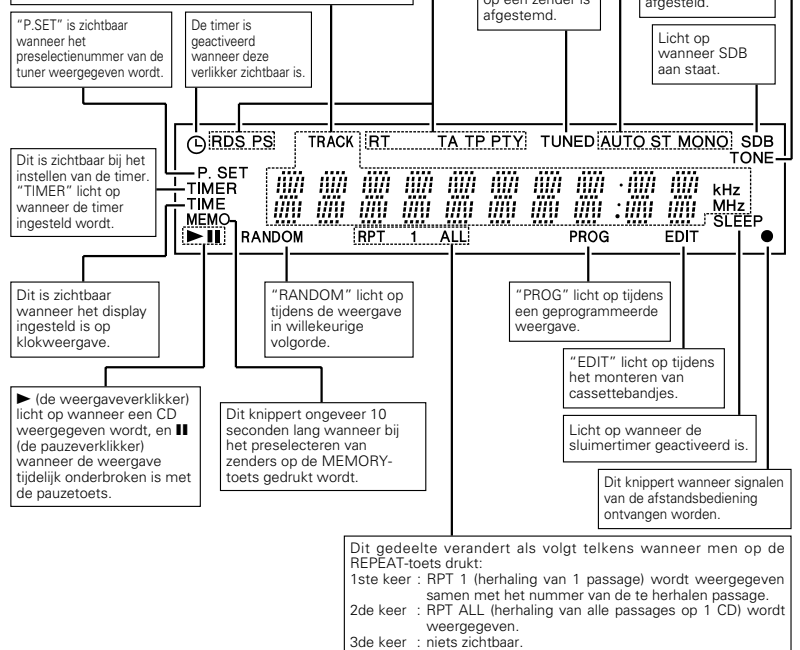 op een zender is
afgestemd.
afgesteld.
"P.SET" is zichtbaar
wanneer het
preselectienummer van de
tuner weergegeven wordt.
De timer is
geactiveerd
wanneer deze
verlikker zichtbaar is.
Licht op
wanneer SDB
aan staat.
RDS PS TRACK RT TA TP PTY TUNED AUTO ST MONO SDB
TONE
Dit is zichtbaar bij het
instellen van de timer.
"TIMER" licht op
wanneer de timer
ingesteld wordt.
P. SET
TIMER
TIME
MEMO
kHz
MHz
SLEEP
►❚❚ RANDOM RPT 1 ALL PROG EDIT ●
Dit is zichtbaar
wanneer het display
ingesteld is op
klokweergave.
"RANDOM" licht op
tijdens de weergave
in willekeurige
volgorde.
"PROG" licht op tijdens
een geprogrammeerde
weergave.
"EDIT" licht op tijdens
het monteren van
cassettebandjes.
► (de weergaveverklikker)
licht op wanneer een CD
weergegeven wordt, en ❚❚
(de pauzeverklikker)
wanneer de weergave
tijdelijk onderbroken is met
de pauzetoets.
Dit knippert ongeveer 10
seconden lang wanneer bij
het preselecteren van
zenders op de MEMORY-
toets gedrukt wordt.
Licht op wanneer de
sluimertimer geactiveerd is.
Dit knippert wanneer signalen
van de afstandsbediening
ontvangen worden.
Dit gedeelte verandert als volgt telkens wanneer men op de
REPEAT-toets drukt:
1ste keer : RPT 1 (herhaling van 1 passage) wordt weergegeven
samen met het nummer van de te herhalen passage.
2de keer : RPT ALL (herhaling van alle passages op 1 CD) wordt
weergegeven.
3de keer : niets zichtbaar.